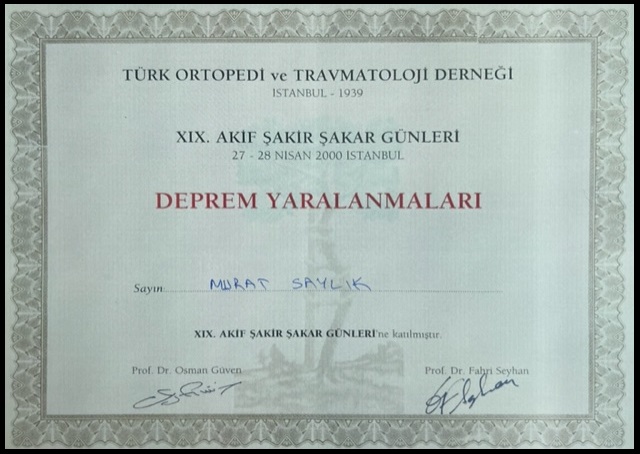 TÜRK ORTOPEDİ ve TRAVMATOLOJİ DERNEĞİ
İSTANBUL - 1939
XIX. AKİF ŞAKİR ŞAKAR GÜNLERİ
27 - 28 NİSAN 2000 İSTANBUL
DEPREM YARALANMALARI
Sayın MURAT SAYLIK
XIX. AKİF ŞAKİR ŞAKAR GÜNLERİ'ne katılmıştır.
Prof. Dr. Osman Güven Prof. Dr. Fahri Seyhan